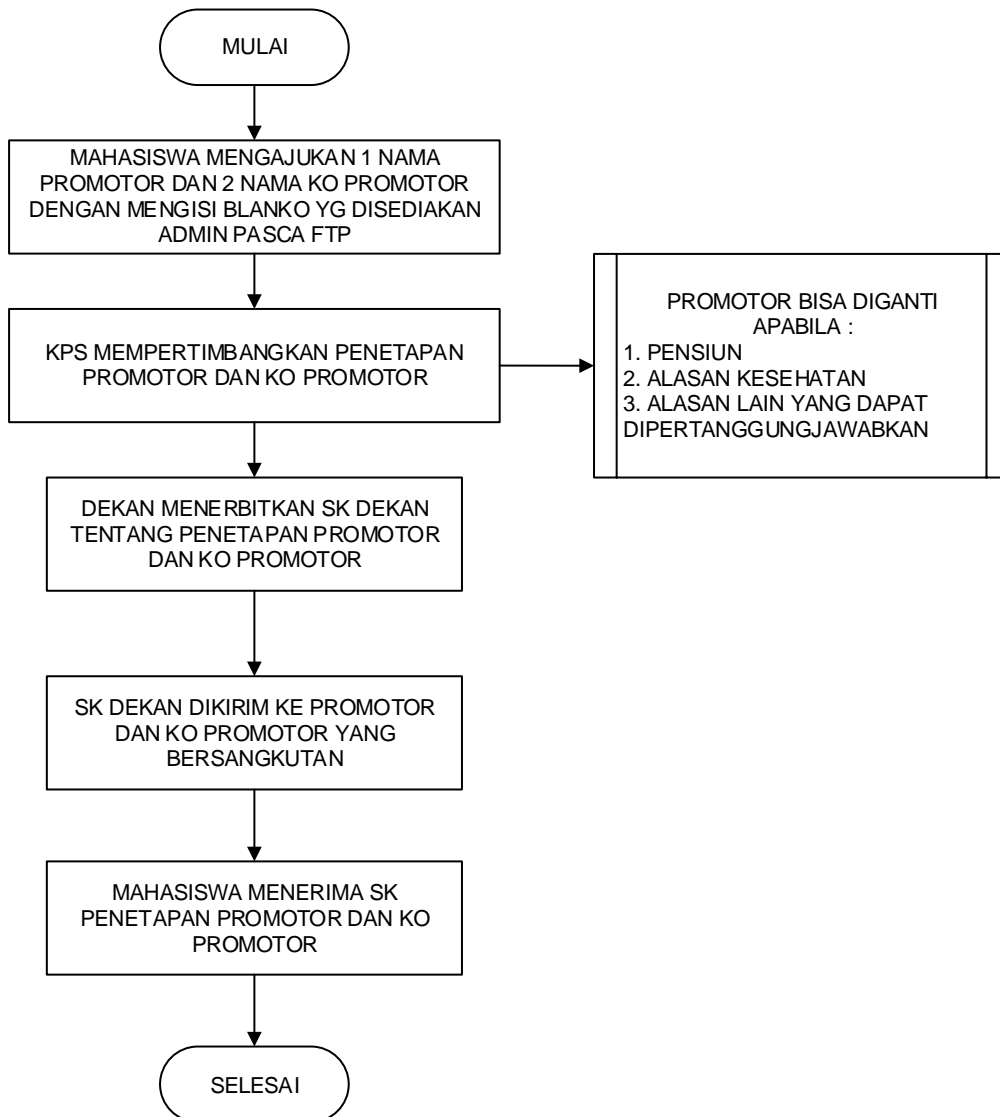 MULAI
MAHASISWA MENGAJUKAN 1 NAMA
PROMOTOR DAN 2 NAMA KO PROMOTOR
DENGAN MENGISI BLANKO YG DISEDIAKAN
ADMIN PASCA FTP
KPS MEMPERTIMBANGKAN PENETAPAN
PROMOTOR DAN KO PROMOTOR
PROMOTOR BISA DIGANTI
APABILA :
1. PENSIUN
2. ALASAN KESEHATAN
3. ALASAN LAIN YANG DAPAT
DIPERTANGGUNGJAWABKAN
DEKAN MENERBITKAN SK DEKAN
TENTANG PENETAPAN PROMOTOR
DAN KO PROMOTOR
SK DEKAN DIKIRIM KE PROMOTOR
DAN KO PROMOTOR YANG
BERSANGKUTAN
MAHASISWA MENERIMA SK
PENETAPAN PROMOTOR DAN KO
PROMOTOR
SELESAI